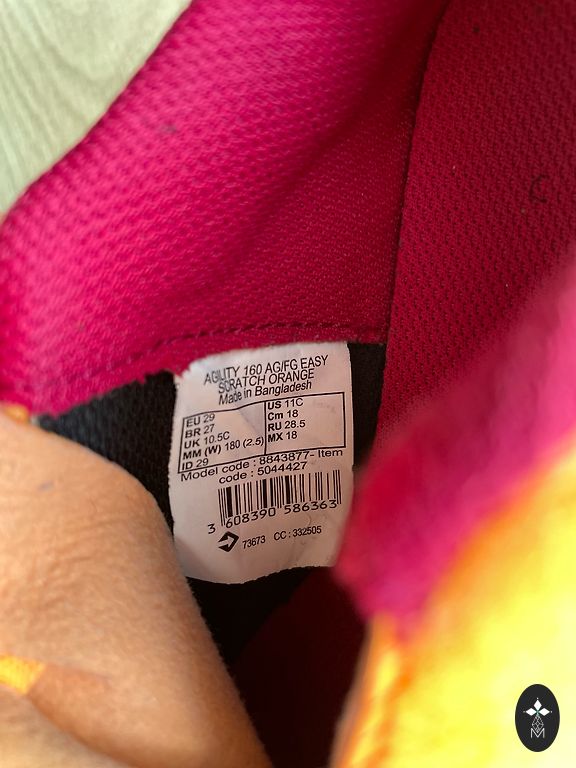 AGILITY 160 AG/FG EASY
SCRATCH ORANGE
Made in Bangladesh
EU 29 US 11C
BR 27 Cm 18
UK 10.5C RU 28.5
MM (W) 180 (2.5) MX 18
ID 29
Model code : 8843877- Item
code : 5044427
3 608390 586363
73673 CC : 332505
M